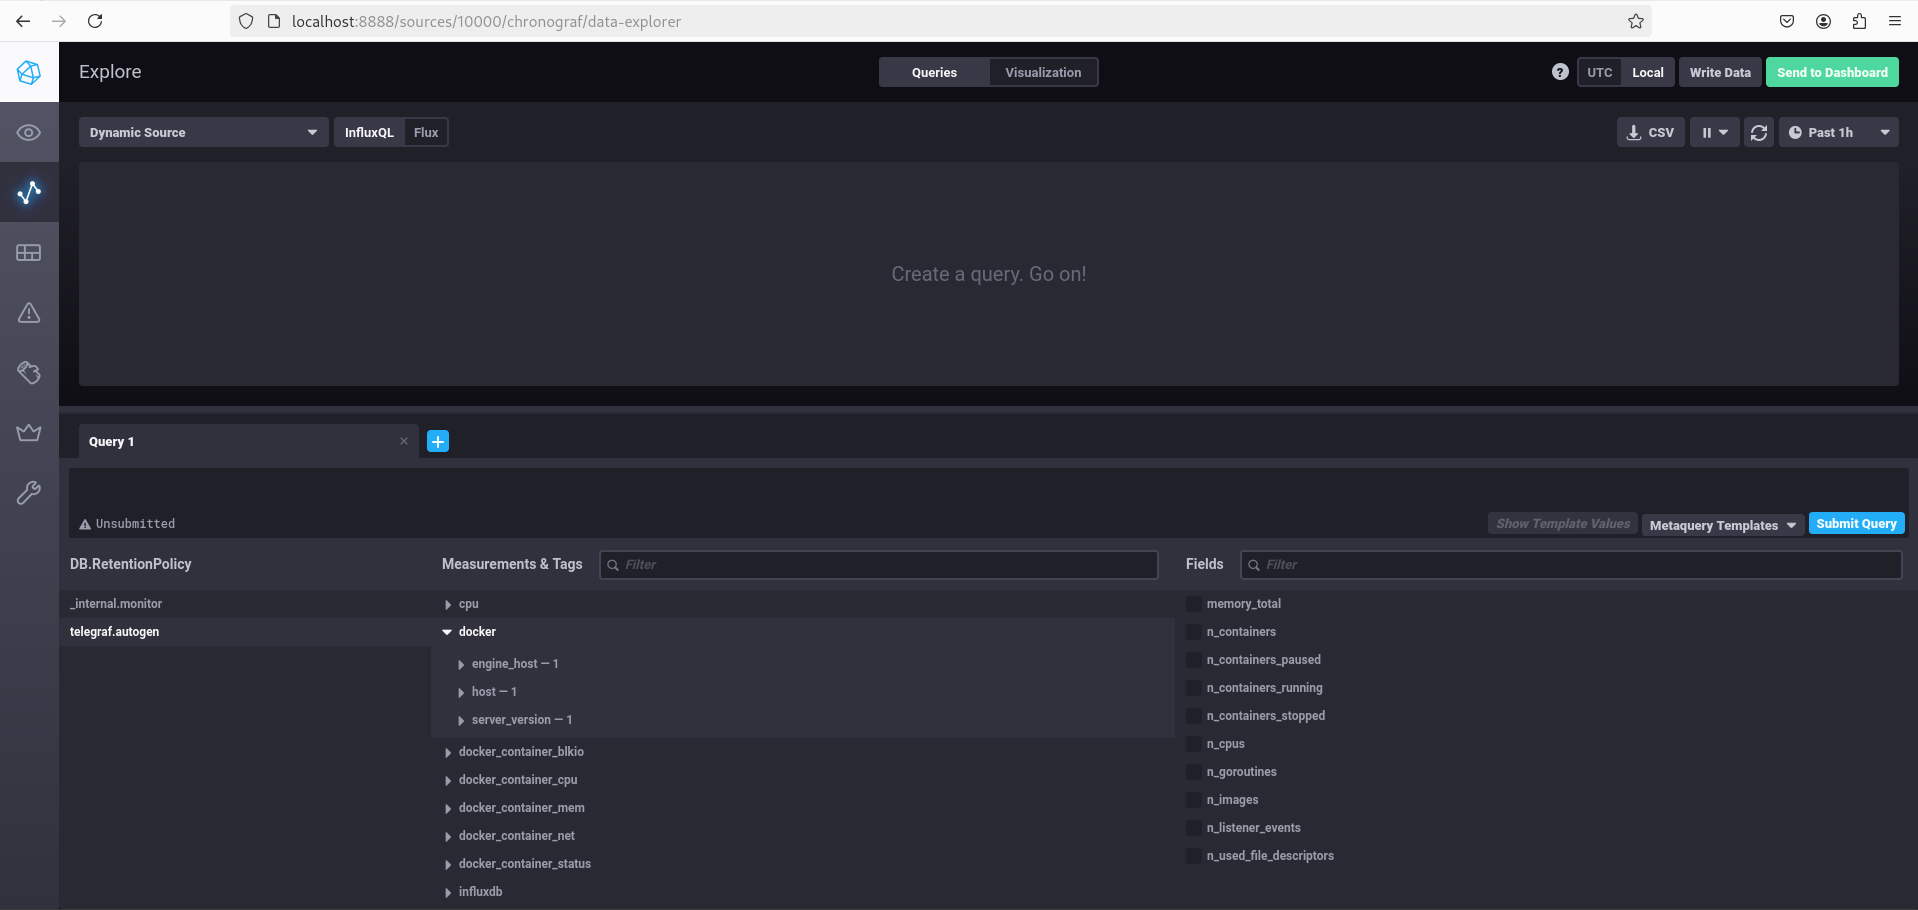 localhost:8888/sources/10000/chronograf/data-explorer
Explore
Queries
Visualization
?
UTC
Local
Write Data
Send to Dashboard
Dynamic Source
InfluxQL
Flux
CSV
Past 1h
Create a query. Go on!
Query 1
Unsubmitted
Show Template Values
Metaquery Templates
Submit Query
DB.RetentionPolicy
Measurements & Tags
Filter
Fields
Filter
_internal.monitor
telegraf.autogen
cpu
docker
engine_host — 1
host — 1
server_version — 1
docker_container_blkio
docker_container_cpu
docker_container_mem
docker_container_net
docker_container_status
influxdb
memory_total
n_containers
n_containers_paused
n_containers_running
n_containers_stopped
n_cpus
n_goroutines
n_images
n_listener_events
n_used_file_descriptors